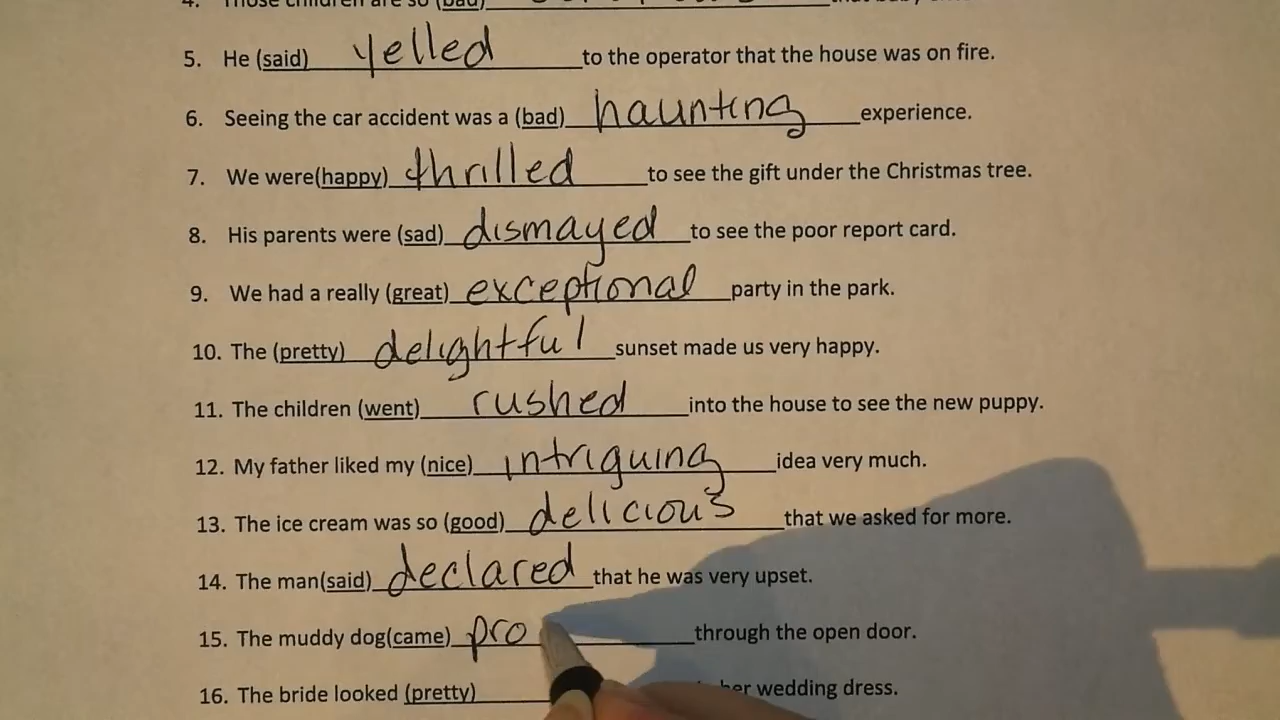 4. Those children are so (bad)
5. He (said) yelled to the operator that the house was on fire.
6. Seeing the car accident was a (bad) haunting experience.
7. We were(happy) thrilled to see the gift under the Christmas tree.
8. His parents were (sad) dismayed to see the poor report card.
9. We had a really (great) exceptional party in the park.
10. The (pretty) delightful sunset made us very happy.
11. The children (went) rushed into the house to see the new puppy.
12. My father liked my (nice) intriguing idea very much.
13. The ice cream was so (good) delicious that we asked for more.
14. The man(said) declared that he was very upset.
15. The muddy dog(came) pro through the open door.
16. The bride looked (pretty) her wedding dress.